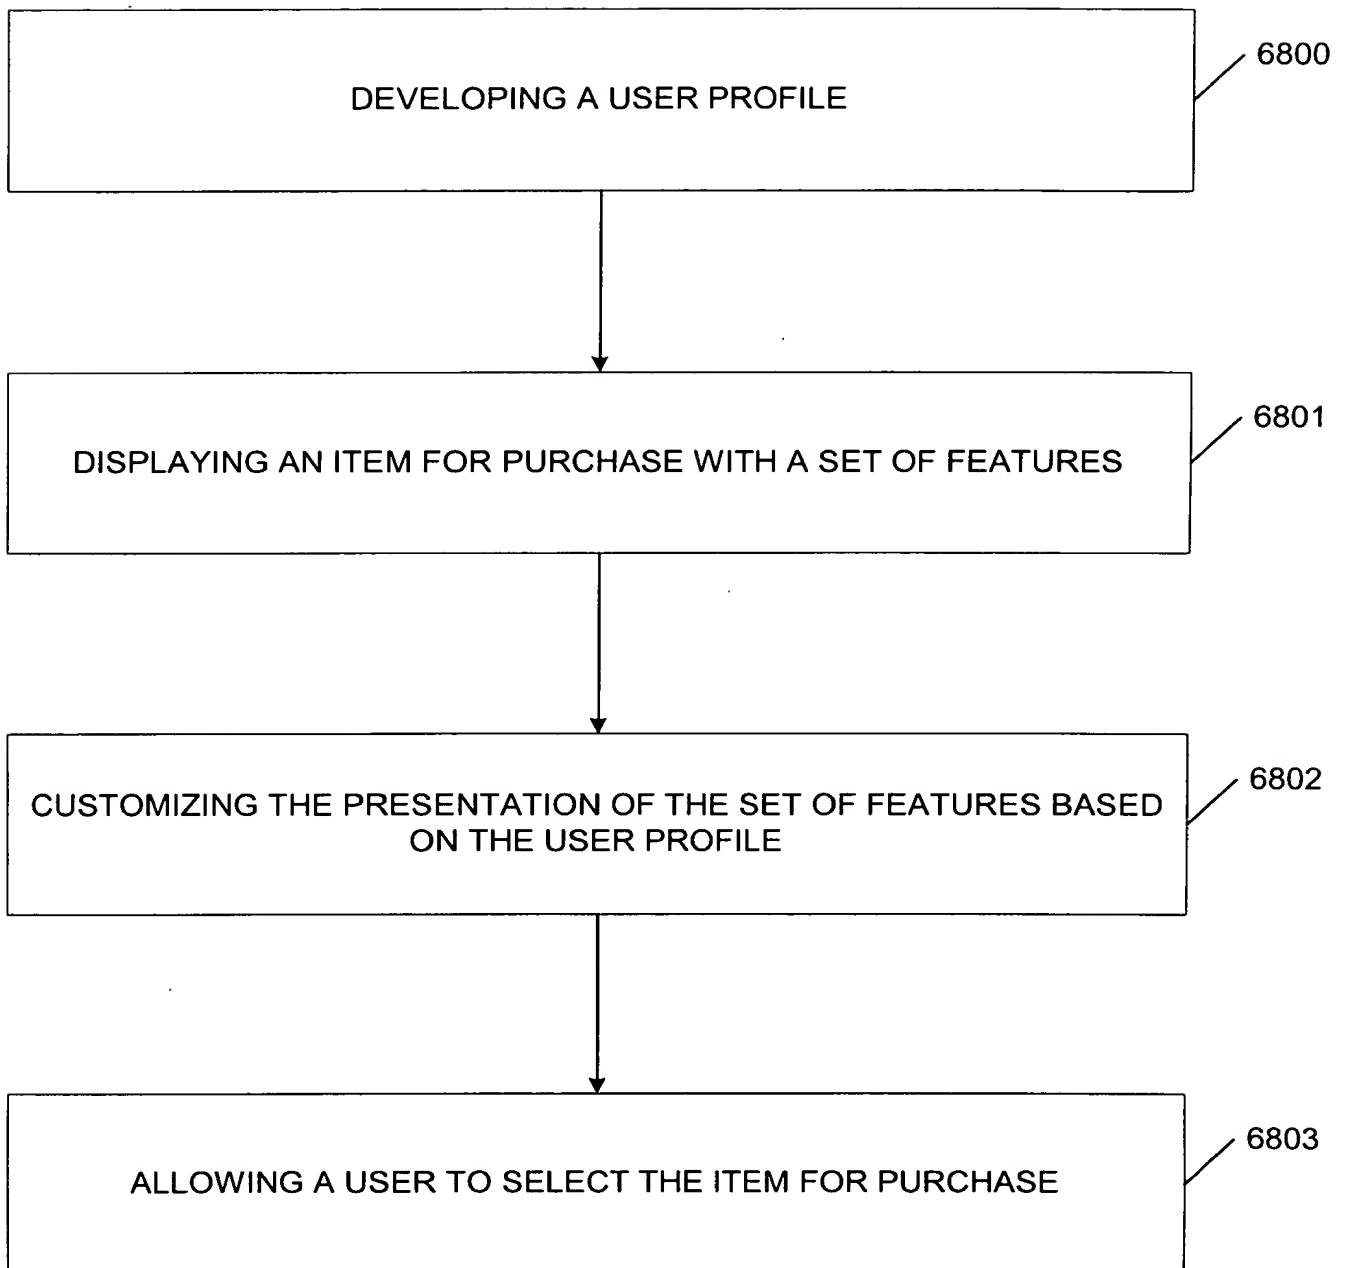 DEVELOPING A USER PROFILE
6800
DISPLAYING AN ITEM FOR PURCHASE WITH A SET OF FEATURES
6801
CUSTOMIZING THE PRESENTATION OF THE SET OF FEATURES BASED
ON THE USER PROFILE
6802
ALLOWING A USER TO SELECT THE ITEM FOR PURCHASE
6803